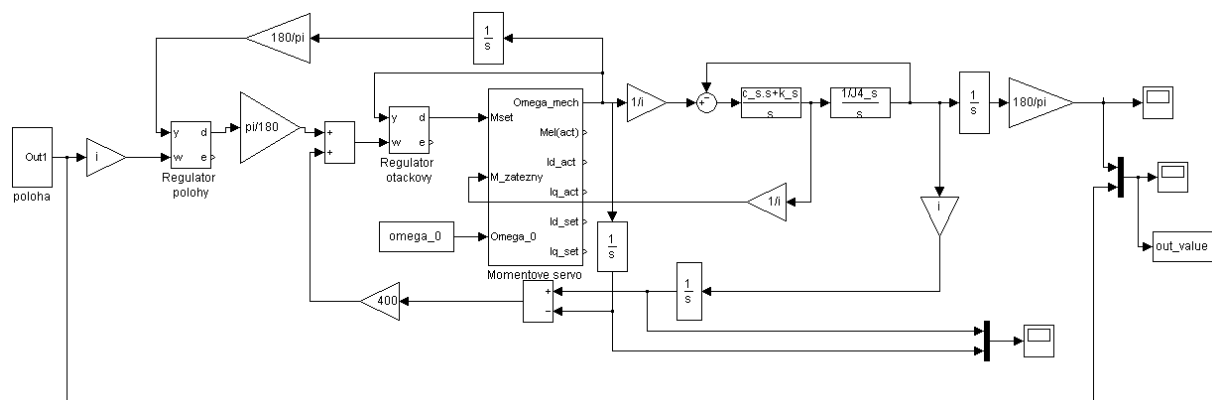 180/pi
1
s
Out1
poloha
i
y
w
d
e
Regulator
polohy
pi/180
+
+
y
w
d
e
Regulator
otackovy
omega_0
Mset
M_zatezny
Omega_0
Omega_mech
Mel(act)
Id_act
Iq_act
Id_set
Iq_set
Momentove servo
1/i
+
−
c_s.s+k_s
s
1/J4_s
s
1
s
180/pi
1/i
i
1
s
out_value
400
+
−
1
s